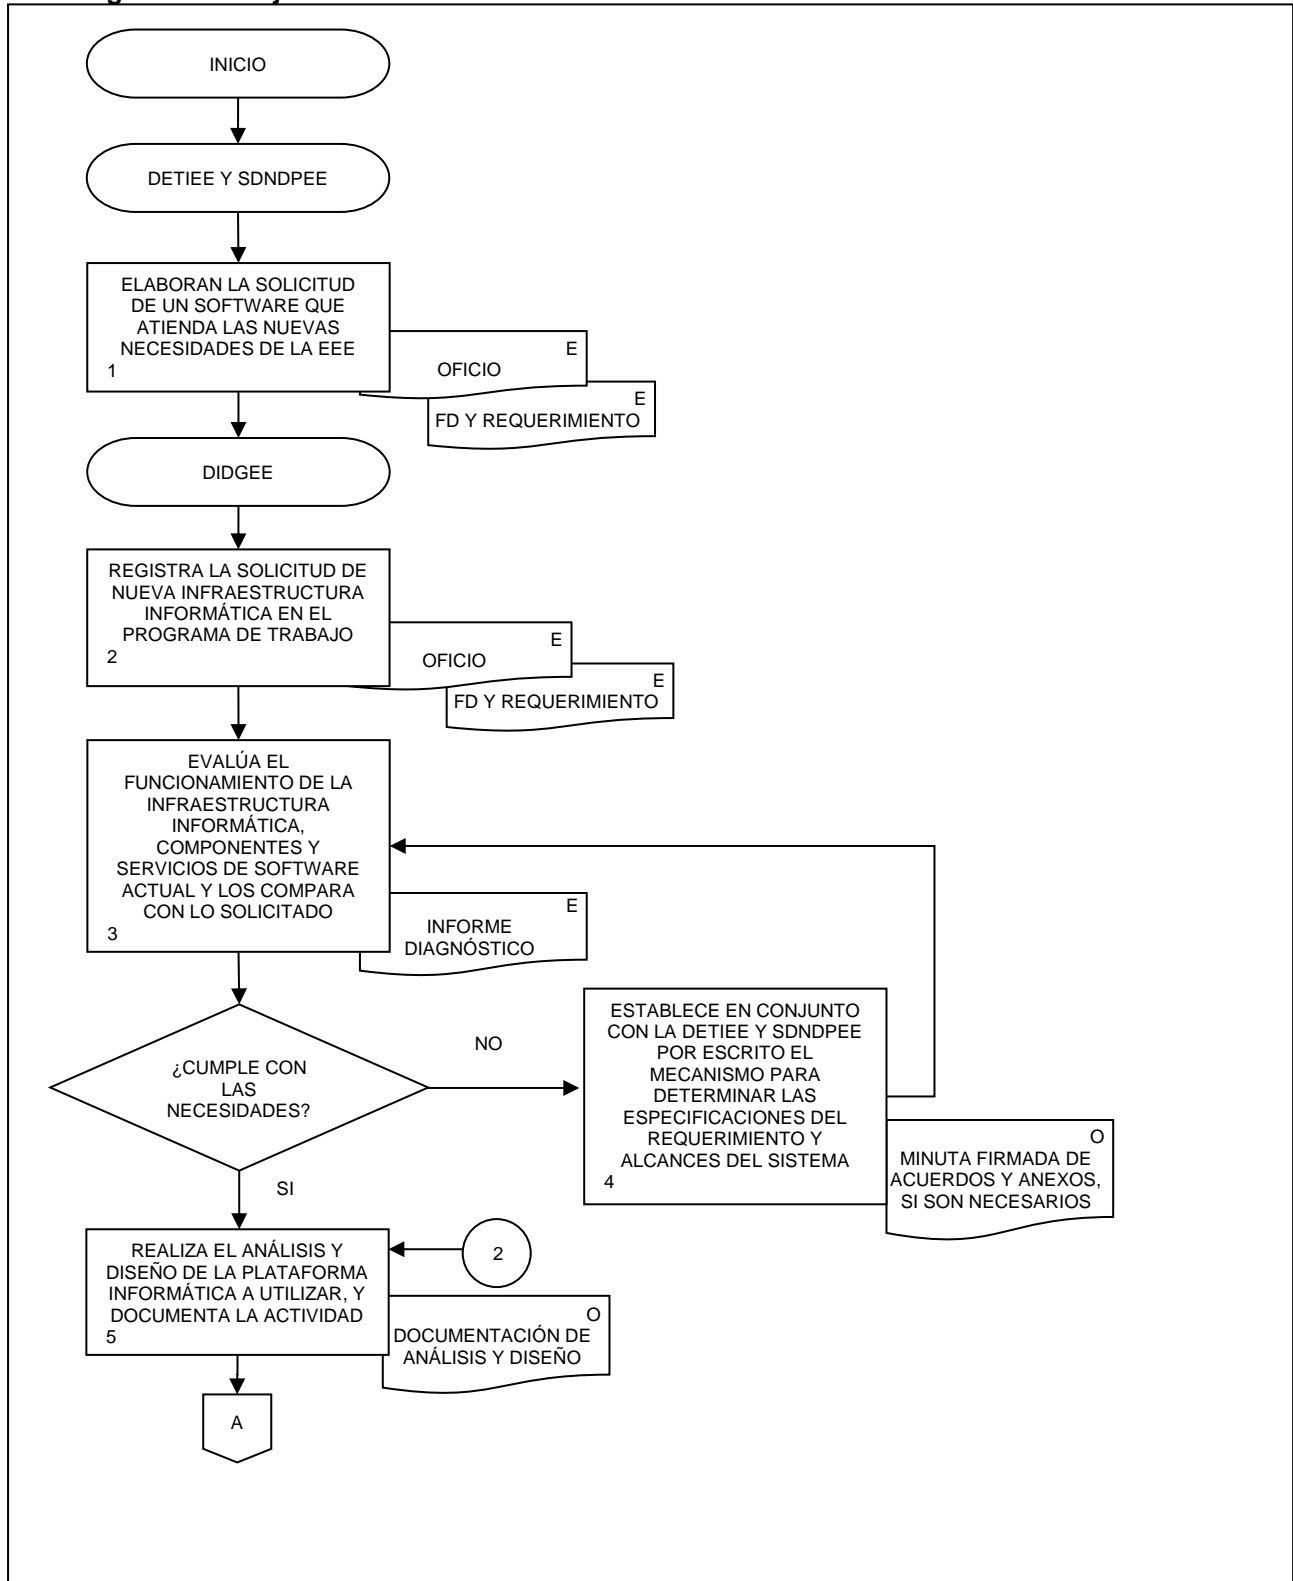 INICIO
DETIEE Y SDNDPEE
ELABORAN LA SOLICITUD
DE UN SOFTWARE QUE
ATIENDA LAS NUEVAS
NECESIDADES DE LA EEE
1
E
OFICIO
E
FD Y REQUERIMIENTO
DIDGEE
REGISTRA LA SOLICITUD DE
NUEVA INFRAESTRUCTURA
INFORMÁTICA EN EL
PROGRAMA DE TRABAJO
2
E
OFICIO
E
FD Y REQUERIMIENTO
EVALÚA EL
FUNCIONAMIENTO DE LA
INFRAESTRUCTURA
INFORMÁTICA,
COMPONENTES Y
SERVICIOS DE SOFTWARE
ACTUAL Y LOS COMPARA
CON LO SOLICITADO
3
E
INFORME
DIAGNÓSTICO
¿CUMPLE CON
LAS
NECESIDADES?
NO
ESTABLECE EN CONJUNTO
CON LA DETIEE Y SDNDPEE
POR ESCRITO EL
MECANISMO PARA
DETERMINAR LAS
ESPECIFICACIONES DEL
REQUERIMIENTO Y
ALCANCES DEL SISTEMA
4
O
MINUTA FIRMADA DE
ACUERDOS Y ANEXOS,
SI SON NECESARIOS
SI
REALIZA EL ANÁLISIS Y
DISEÑO DE LA PLATAFORMA
INFORMÁTICA A UTILIZAR, Y
DOCUMENTA LA ACTIVIDAD
5
2
O
DOCUMENTACIÓN DE
ANÁLISIS Y DISEÑO
A